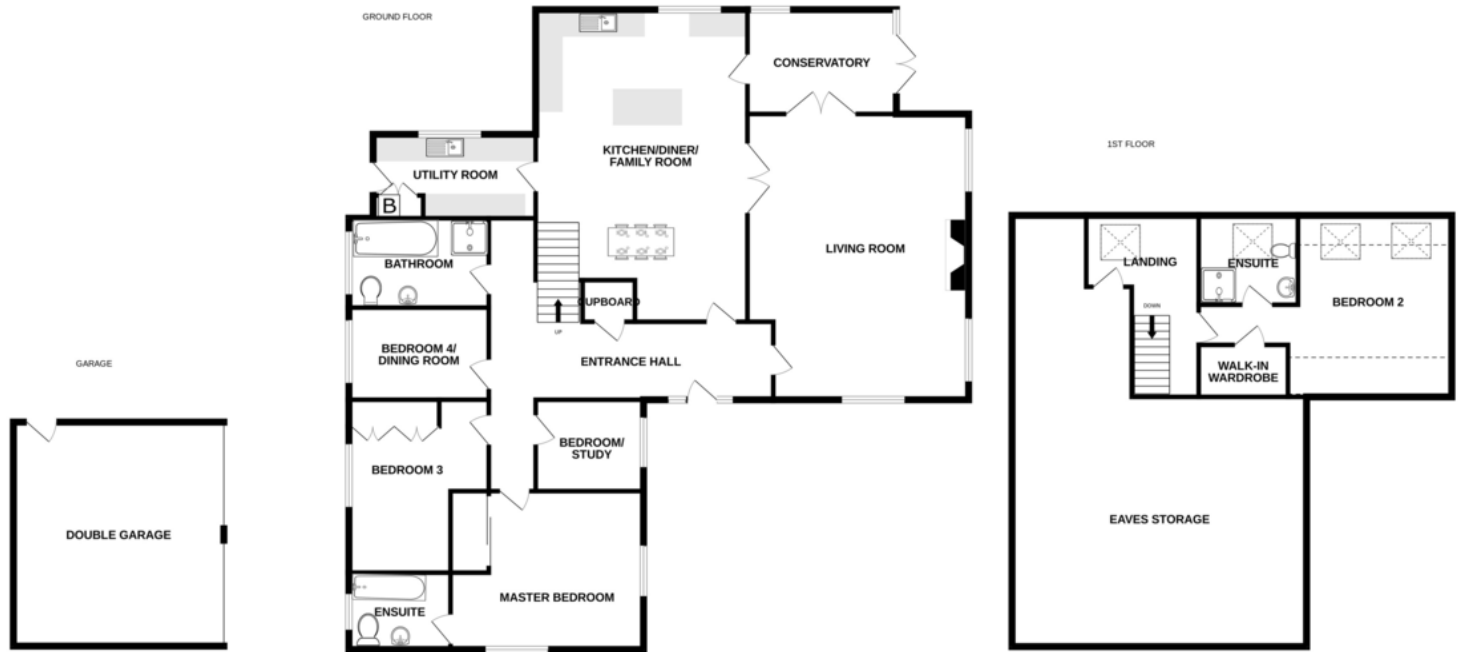 GROUND FLOOR
CONSERVATORY
KITCHEN/DINER/
FAMILY ROOM
UTILITY ROOM
B
LIVING ROOM
BATHROOM
CUPBOARD
UP
BEDROOM 4/
DINING ROOM
ENTRANCE HALL
BEDROOM 3
BEDROOM/
STUDY
MASTER BEDROOM
ENSUITE
GARAGE
DOUBLE GARAGE
1ST FLOOR
LANDING
ENSUITE
BEDROOM 2
DOWN
WALK-IN
WARDROBE
EAVES STORAGE